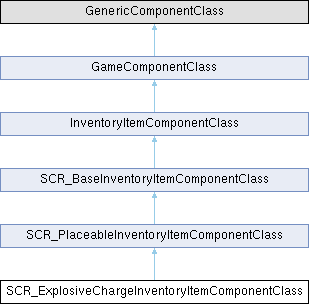 GenericComponentClass
GameComponentClass
InventoryItemComponentClass
SCR_BaseInventoryItemComponentClass
SCR_PlaceableInventoryItemComponentClass
SCR_ExplosiveChargeInventoryItemComponentClass